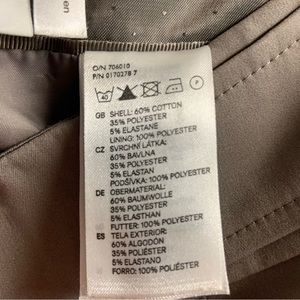 en
O/N 706010
P/N 0170278 7
40
P
GB SHELL: 60% COTTON
35% POLYESTER
5% ELASTANE
LINING: 100% POLYESTER
CZ SVRCHNÍ LÁTKA:
60% BAVLNA
35% POLYESTER
5% ELASTAN
PODŠÍVKA: 100% POLYESTER
DE OBERMATERIAL:
60% BAUMWOLLE
35% POLYESTER
5% ELASTHAN
FUTTER: 100% POLYESTER
ES TELA EXTERIOR:
60% ALGODÓN
35% POLIÉSTER
5% ELASTANO
FORRO: 100% POLIÉSTER